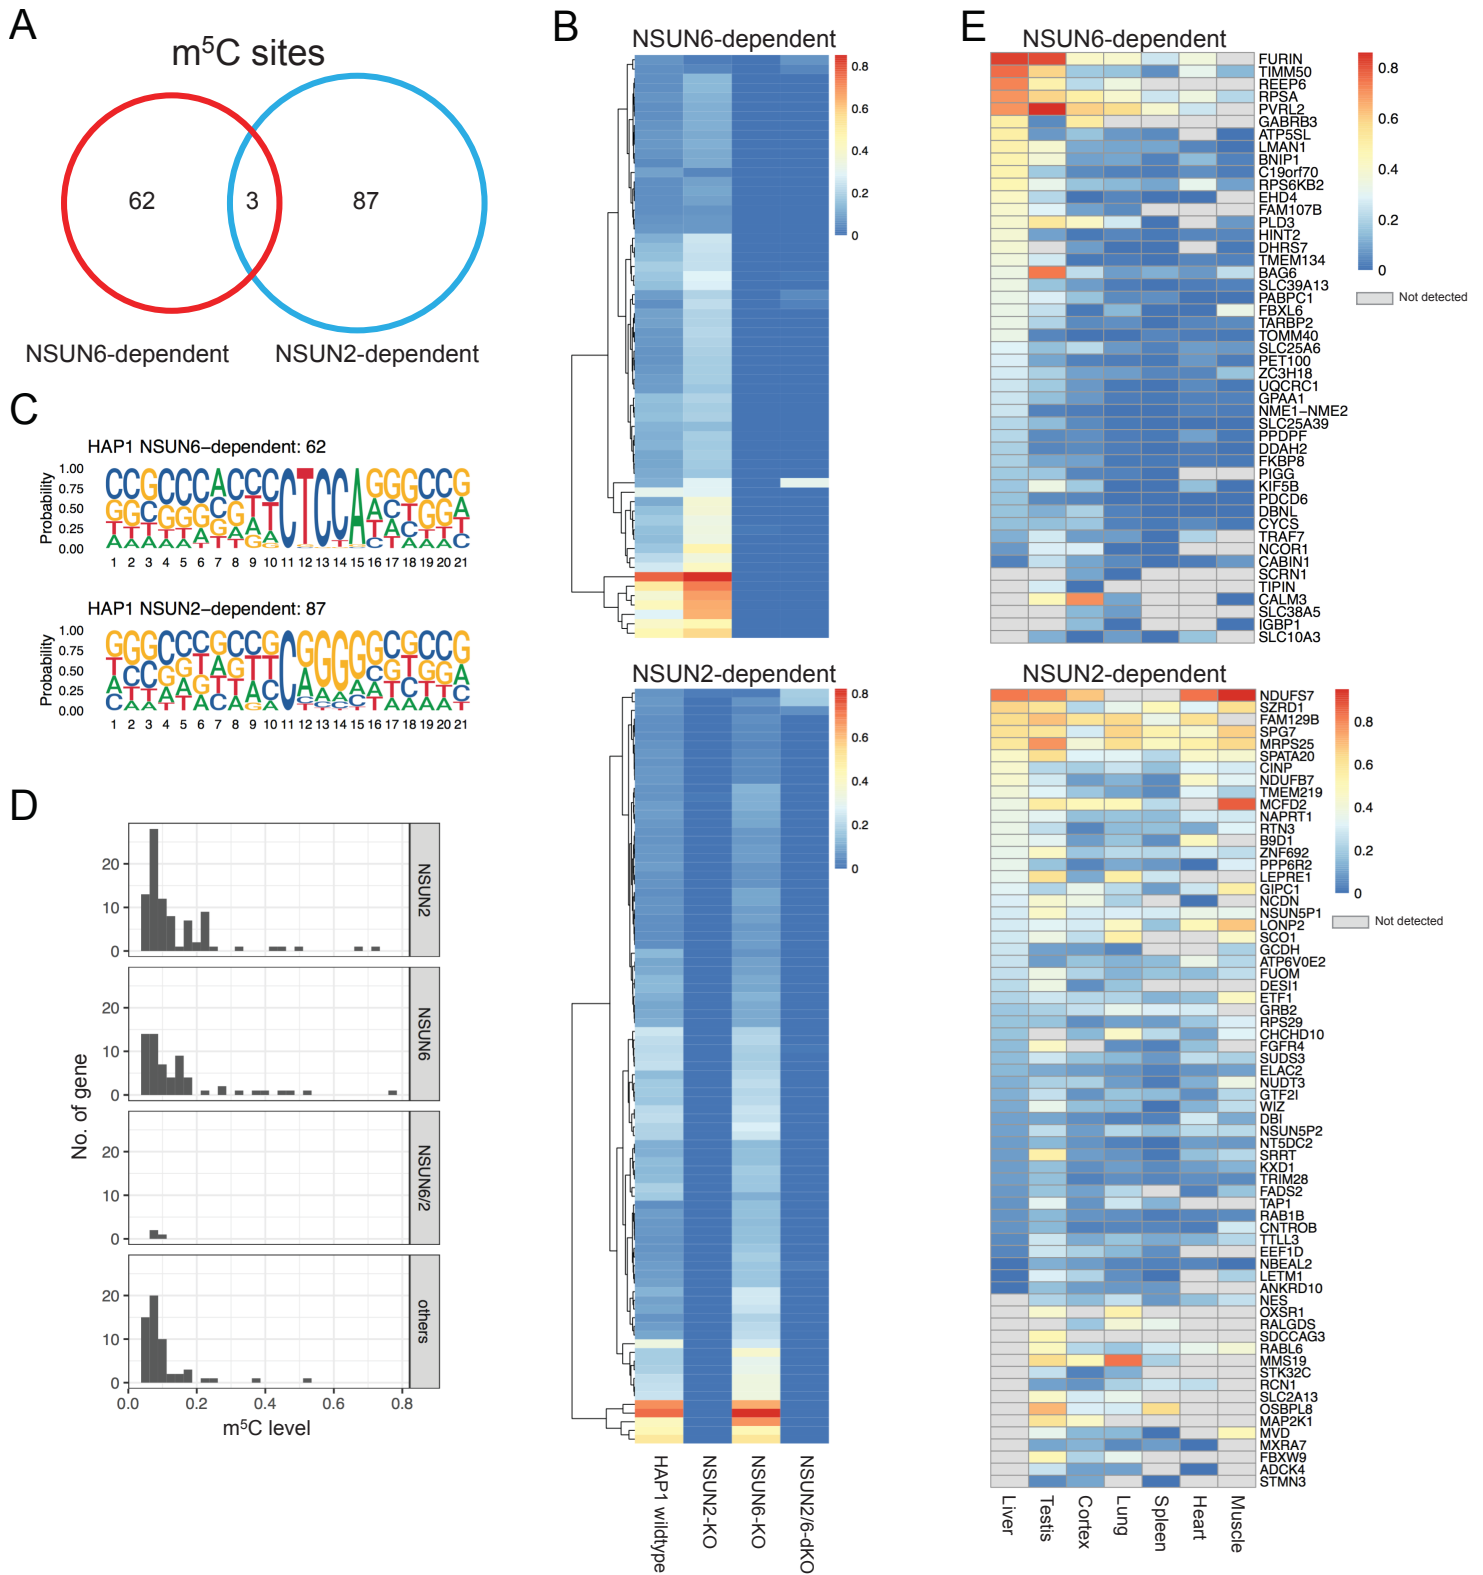 A
m⁵C sites
62
3
87
NSUN6-dependent
NSUN2-dependent
B
NSUN6-dependent
0.8
0.6
0.4
0.2
0
NSUN2-dependent
0.8
0.6
0.4
0.2
0
HAP1 wildtype
NSUN2-KO
NSUN6-KO
NSUN2/6-dKO
C
HAP1 NSUN6−dependent: 62
Probability
1.00
0.75
0.50
0.25
0.00
1 2 3 4 5 6 7 8 9 10 11 12 13 14 15 16 17 18 19 20 21
HAP1 NSUN2−dependent: 87
Probability
1.00
0.75
0.50
0.25
0.00
1 2 3 4 5 6 7 8 9 10 11 12 13 14 15 16 17 18 19 20 21
D
No. of gene
20
10
0
NSUN2
20
10
0
NSUN6
20
10
0
NSUN6/2
20
10
0
others
0.0 0.2 0.4 0.6 0.8
m⁵C level
E
NSUN6-dependent
FURIN
TIMM50
REEP6
RPSA
PVRL2
GABRB3
ATP5SL
LMAN1
BNIP1
C19orf70
RPS6KB2
EHD4
FAM107B
PLD3
HINT2
DHRS7
TMEM134
BAG6
SLC39A13
PABPC1
FBXL6
TARBP2
TOMM40
SLC25A6
PET100
ZC3H18
UQCRC1
GPAA1
NME1−NME2
SLC25A39
PPDPF
DDAH2
FKBP8
PIGG
KIF5B
PDCD6
DBNL
CYCS
TRAF7
NCOR1
CABIN1
SCRN1
TIPIN
CALM3
SLC38A5
IGBP1
SLC10A3
0.8
0.6
0.4
0.2
0
Not detected
NSUN2-dependent
NDUFS7
SZRD1
FAM129B
SPG7
MRPS25
SPATA20
CINP
NDUFB7
TMEM219
MCFD2
NAPRT1
RTN3
B9D1
ZNF692
PPP6R2
LEPRE1
GIPC1
NCDN
NSUN5P1
LONP2
SCO1
GCDH
ATP6V0E2
FUOM
DESI1
ETF1
GRB2
RPS29
CHCHD10
FGFR4
SUDS3
ELAC2
NUDT3
GTF2I
WIZ
DBI
NSUN5P2
NT5DC2
SRRT
KXD1
TRIM28
FADS2
TAP1
RAB1B
CNTROB
TTLL3
EEF1D
NBEAL2
LETM1
ANKRD10
NES
OXSR1
RALGDS
SDCCAG3
RABL6
MMS19
STK32C
RCN1
SLC2A13
OSBPL8
MAP2K1
MVD
MXRA7
FBXW9
ADCK4
STMN3
0.8
0.6
0.4
0.2
0
Not detected
Liver
Testis
Cortex
Lung
Spleen
Heart
Muscle